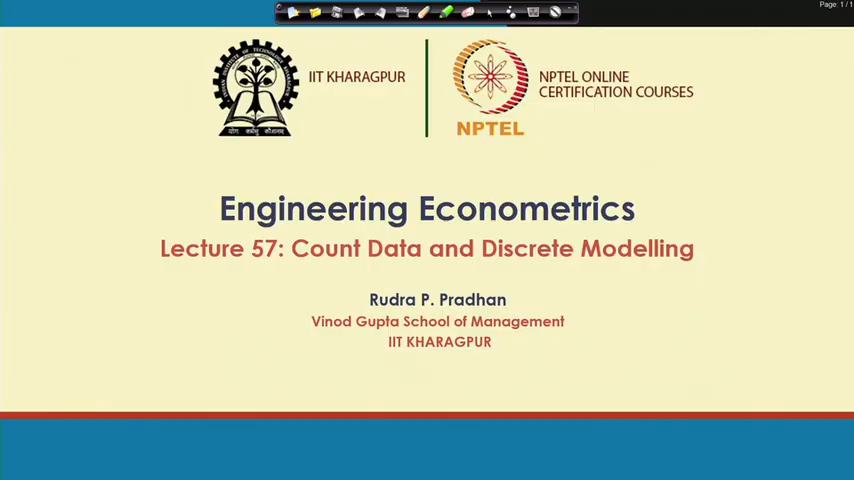 Page: 1 / 1
IIT KHARAGPUR
NPTEL ONLINE
CERTIFICATION COURSES
NPTEL
Engineering Econometrics
Lecture 57: Count Data and Discrete Modelling
Rudra P. Pradhan
Vinod Gupta School of Management
IIT KHARAGPUR